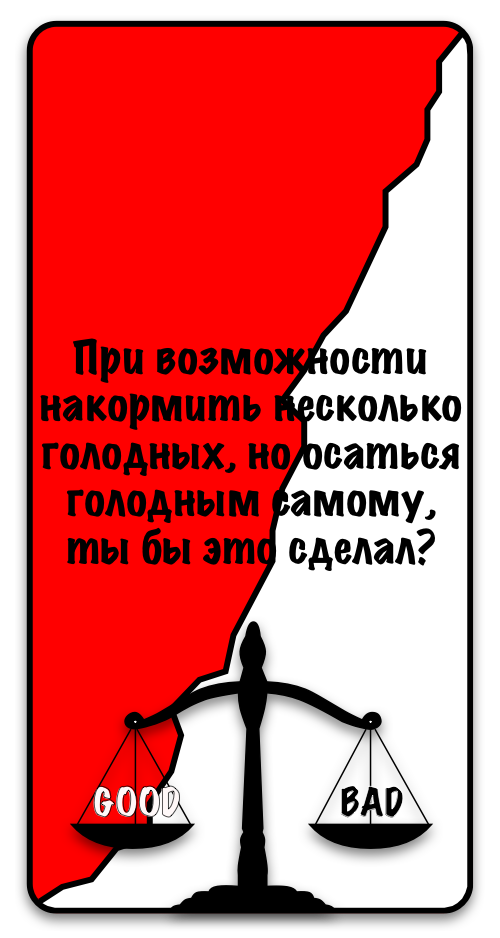 При возможности
накормить несколько
голодных, но осаться
голодным самому,
ты бы это сделал?
GOOD
BAD